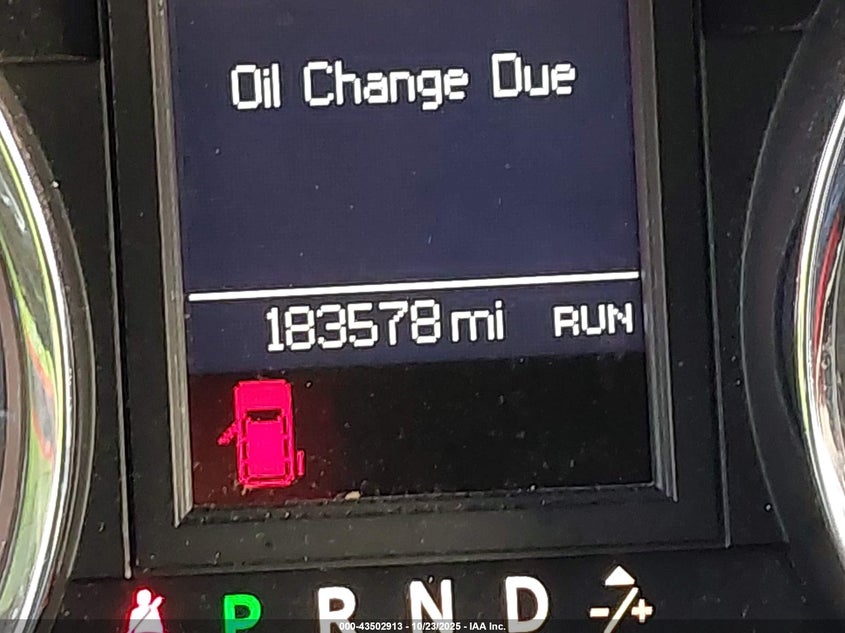 Oil Change Due
183578 mi RUN
P R N D -/+
000-43502913 - 10/23/2025 - IAA Inc.